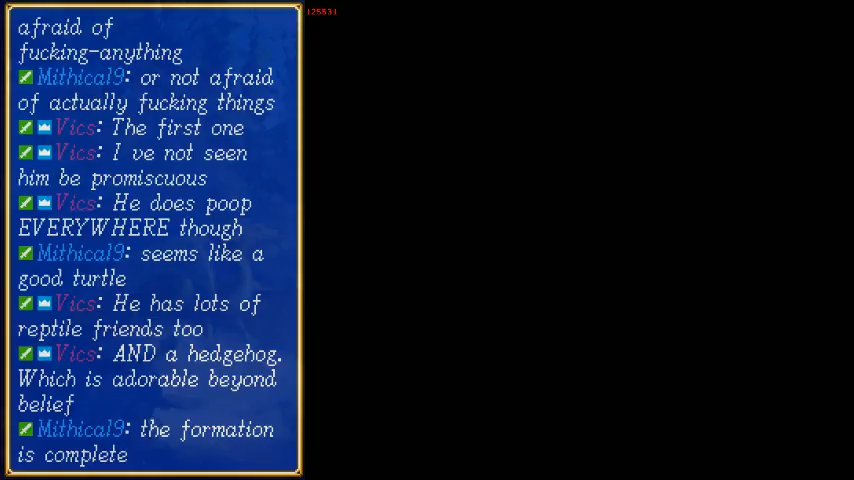 afraid of
fucking-anything
Mithical9: or not afraid
of actually fucking things
Vics: The first one
Vics: I ve not seen
him be promiscuous
Vics: He does poop
EVERYWHERE though
Mithical9: seems like a
good turtle
Vics: He has lots of
reptile friends too
Vics: AND a hedgehog.
Which is adorable beyond
belief
Mithical9: the formation
is complete